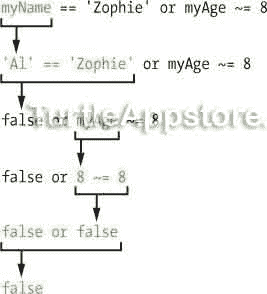 myName == 'Zophie' or myAge ~= 8
'Al' == 'Zophie' or myAge ~= 8
false or myAge ~= 8
TurtleAppstore.
false or 8 ~= 8
false or false
false